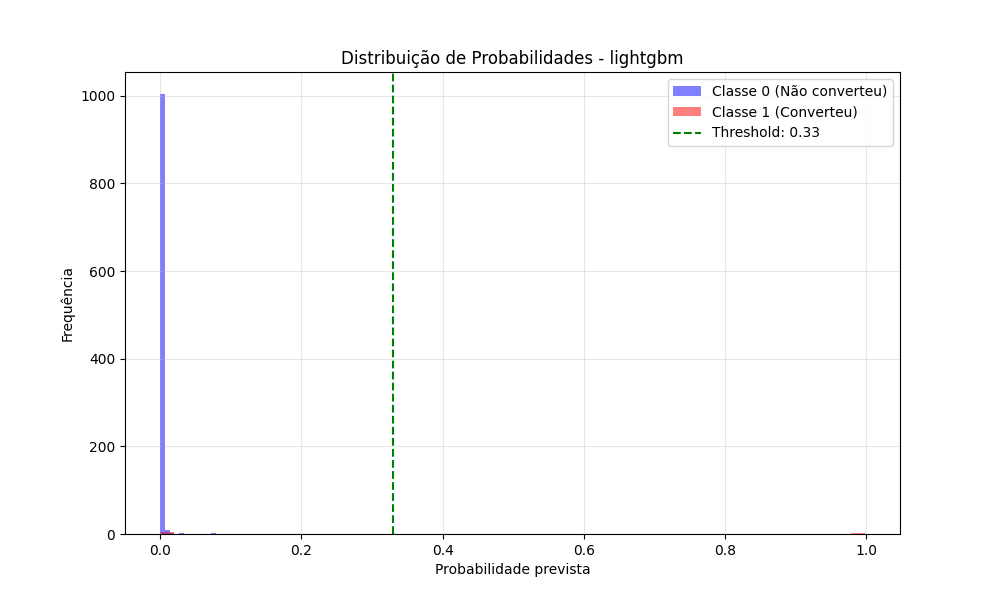 Distribuição de Probabilidades - lightgbm
Classe 0 (Não converteu)
Classe 1 (Converteu)
Threshold: 0.33
Frequência
1000
800
600
400
200
0
0.0 0.2 0.4 0.6 0.8 1.0
Probabilidade prevista